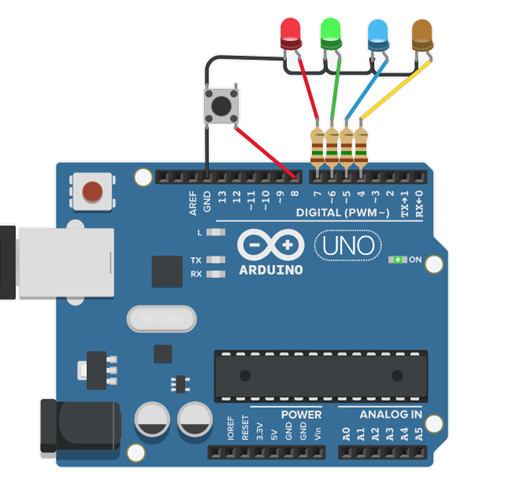 AREF
GND
13
12
~11
~10
~9
8
7
~6
~5
4
~3
2
TX→1
RX←0
DIGITAL (PWM~)
L
TX
RX
ARDUINO
UNO
ON
POWER
ANALOG IN
IOREF
RESET
3.3V
5V
GND
GND
Vin
A0
A1
A2
A3
A4
A5